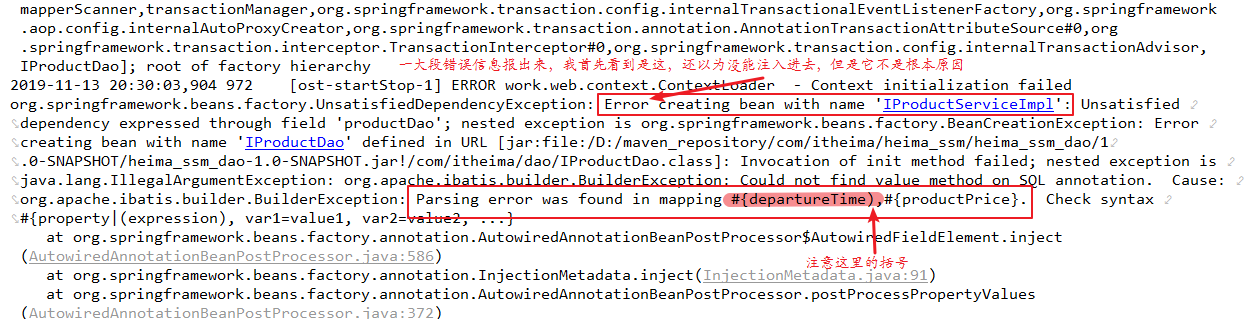 mapperScanner,transactionManager,org.springframework.transaction.config.internalTransactionalEventListenerFactory,org.springframework
.aop.config.internalAutoProxyCreator,org.springframework.transaction.annotation.AnnotationTransactionAttributeSource#0,org
.springframework.transaction.interceptor.TransactionInterceptor#0,org.springframework.transaction.config.internalTransactionAdvisor,
IProductDao]; root of factory hierarchy 一大段错误信息报出来,我首先看到是这,还以为没能注入进去,但是它不是根本原因
2019-11-13 20:30:03,904 972 [ost-startStop-1] ERROR work.web.context.ContextLoader - Context initialization failed
org.springframework.beans.factory.UnsatisfiedDependencyException: Error creating bean with name 'IProductServiceImpl': Unsatisfied
dependency expressed through field 'productDao'; nested exception is org.springframework.beans.factory.BeanCreationException: Error
creating bean with name 'IProductDao' defined in URL [jar:file:/D:/maven_repository/com/itheima/heima_ssm/heima_ssm_dao/1
.0-SNAPSHOT/heima_ssm_dao-1.0-SNAPSHOT.jar!/com/itheima/dao/IProductDao.class]: Invocation of init method failed; nested exception is
java.lang.IllegalArgumentException: org.apache.ibatis.builder.BuilderException: Could not find value method on SQL annotation. Cause:
org.apache.ibatis.builder.BuilderException: Parsing error was found in mapping #{departureTime),#{productPrice}. Check syntax
#{property|(expression), var1=value1, var2=value2, ...}
at org.springframework.beans.factory.annotation.AutowiredAnnotationBeanPostProcessor$AutowiredFieldElement.inject
(AutowiredAnnotationBeanPostProcessor.java:586)
注意这里的括号
at org.springframework.beans.factory.annotation.InjectionMetadata.inject(InjectionMetadata.java:91)
at org.springframework.beans.factory.annotation.AutowiredAnnotationBeanPostProcessor.postProcessPropertyValues
(AutowiredAnnotationBeanPostProcessor.java:372)